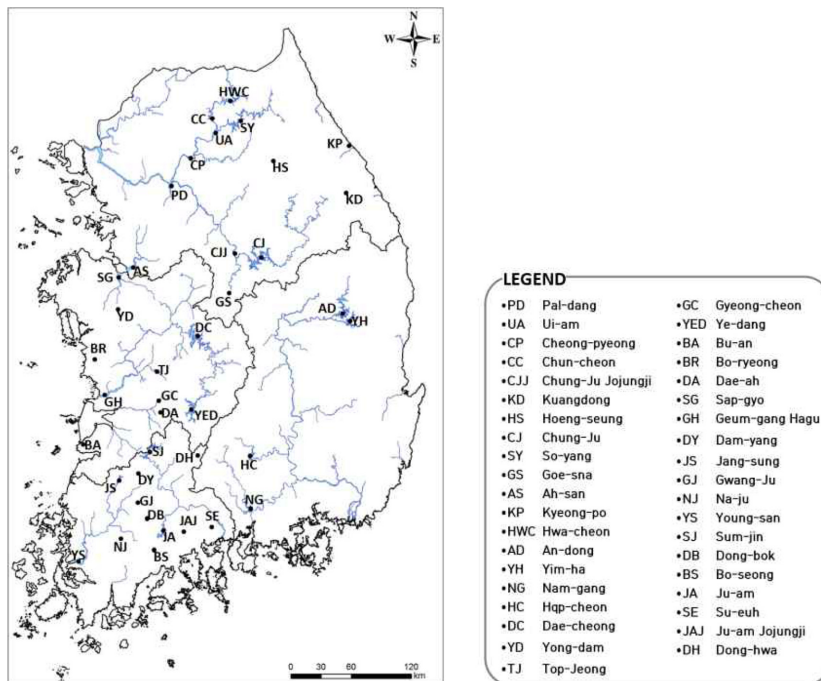 N
W E
S
HWC
CC
SY
UA
KP
CP
HS
PD
KD
CJJ
CJ
AS
SG
GS
YD
AD
YH
DC
BR
TJ
GC
GH
DA
YED
BA
SJ
DH
HC
JS
DY
GJ
NG
DB
SE
JAJ
JA
NJ
BS
YS
0 30 60 120
km
LEGEND
•PD Pal-dang
•UA Ui-am
•CP Cheong-pyeong
•CC Chun-cheon
•CJJ Chung-Ju Jojungji
•KD Kuangdong
•HS Hoeng-seung
•CJ Chung-Ju
•SY So-yang
•GS Goe-sna
•AS Ah-san
•KP Kyeong-po
•HWC Hwa-cheon
•AD An-dong
•YH Yim-ha
•NG Nam-gang
•HC Hqp-cheon
•DC Dae-cheong
•YD Yong-dam
•TJ Top-Jeong
•GC Gyeong-cheon
•YED Ye-dang
•BA Bu-an
•BR Bo-ryeong
•DA Dae-ah
•SG Sap-gyo
•GH Geum-gang Hagu
•DY Dam-yang
•JS Jang-sung
•GJ Gwang-Ju
•NJ Na-ju
•YS Young-san
•SJ Sum-jin
•DB Dong-bok
•BS Bo-seong
•JA Ju-am
•SE Su-euh
•JAJ Ju-am Jojungji
•DH Dong-hwa